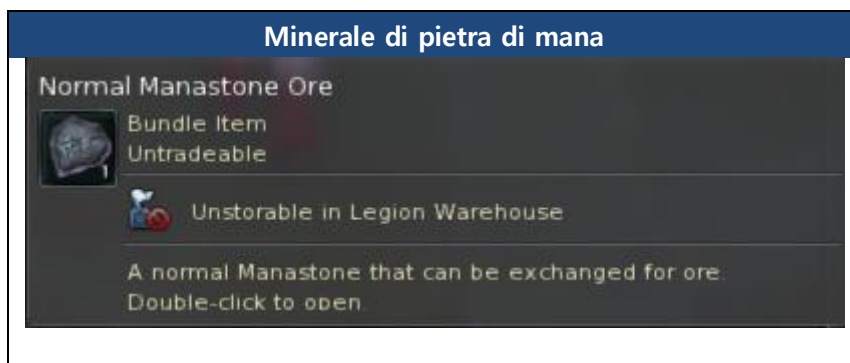 Minerale di pietra di mana
Normal Manastone Ore
Bundle Item
Untradeable
Unstorable in Legion Warehouse
A normal Manastone that can be exchanged for ore.
Double-click to open.